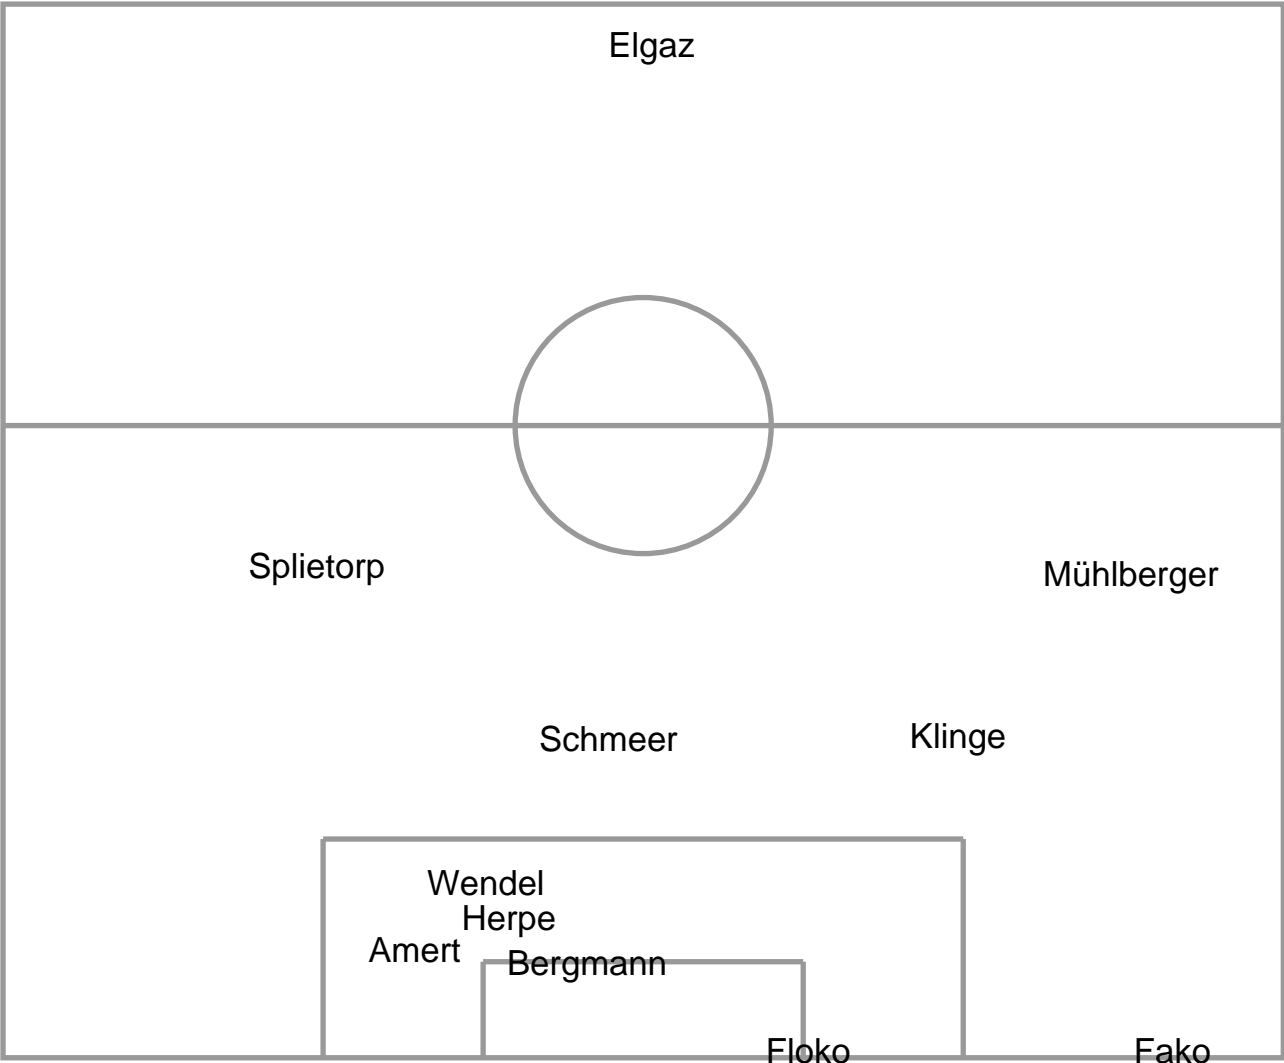 Elgaz
Splietorp
Mühlberger
Schmeer
Klinge
Wendel
Herpe
Amert
Bergmann
Floko
Fako